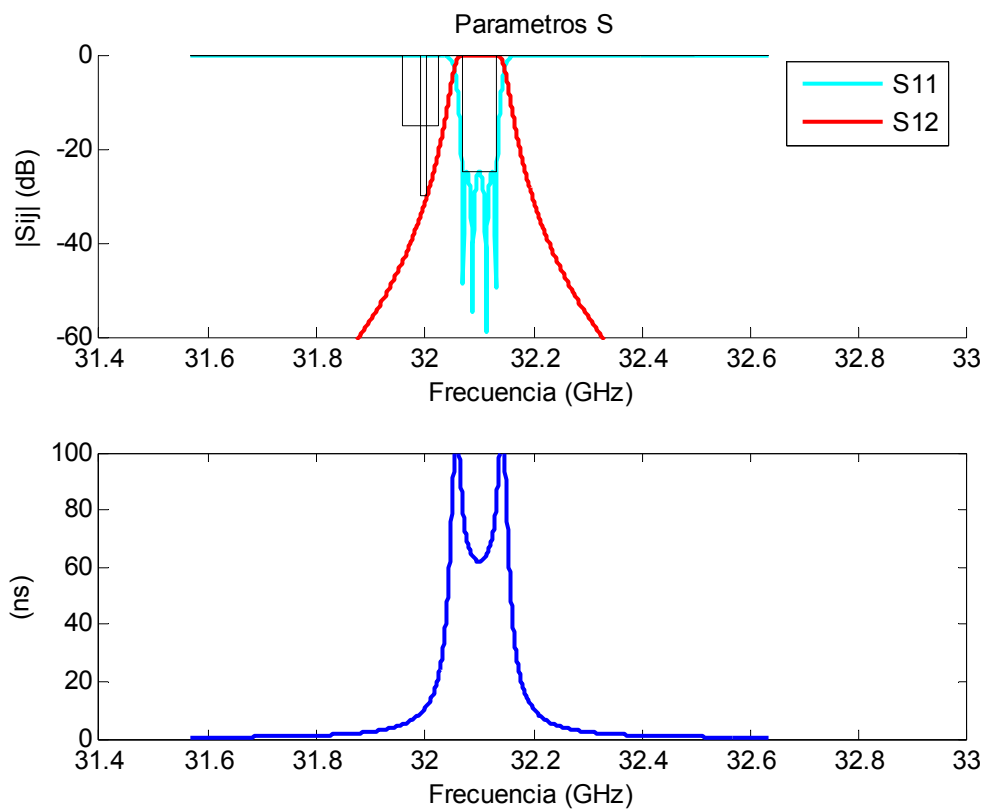 Parametros S
0
-20
-40
-60
|Sij| (dB)
S11
S12
31.4 31.6 31.8 32 32.2 32.4 32.6 32.8 33
Frecuencia (GHz)
100
80
60
40
20
0
(ns)
31.4 31.6 31.8 32 32.2 32.4 32.6 32.8 33
Frecuencia (GHz)